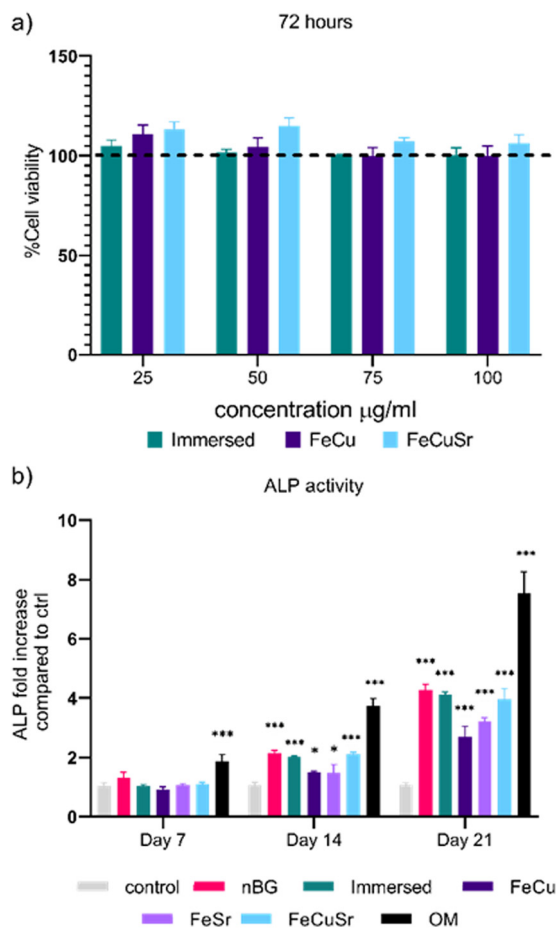 a)
72 hours
150
100
50
0
%Cell viability
25 50 75 100
concentration μg/ml
Immersed FeCu FeCuSr
b)
ALP activity
10
8
6
4
2
0
ALP fold increase
compared to ctrl
***
*** *** * * *** ***
*** *** *** *** *** ***
Day 7 Day 14 Day 21
control nBG Immersed FeCu
FeSr FeCuSr OM